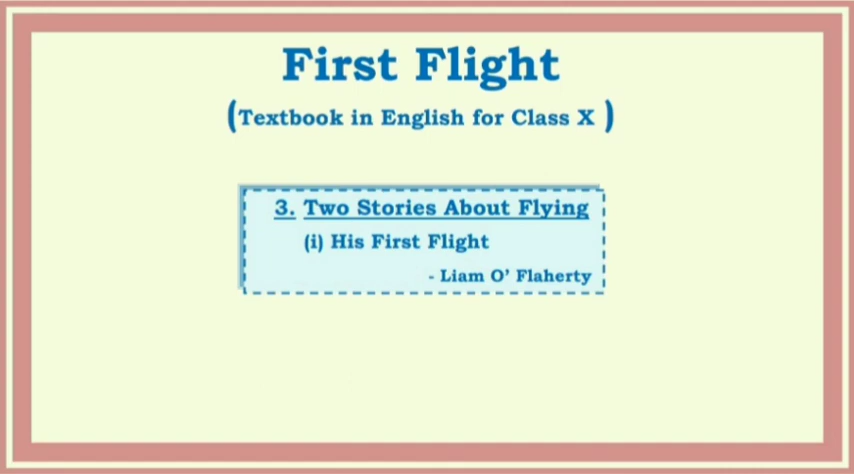 First Flight
(Textbook in English for Class X )
3. Two Stories About Flying
(i) His First Flight
- Liam O’ Flaherty